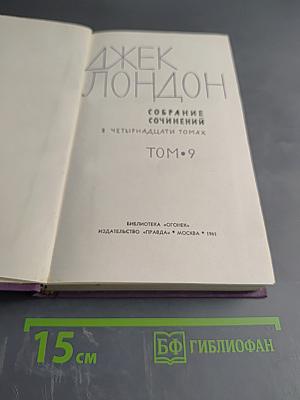 ДЖЕК
ЛОНДОН
СОБРАНИЕ
СОЧИНЕНИЙ
В ЧЕТЫРНАДЦАТИ ТОМАХ
ТОМ•9
БИБЛИОТЕКА «ОГОНЕК»
ИЗДАТЕЛЬСТВО «ПРАВДА» • МОСКВА • 1961
15 см
БФ БИБЛИОФАН